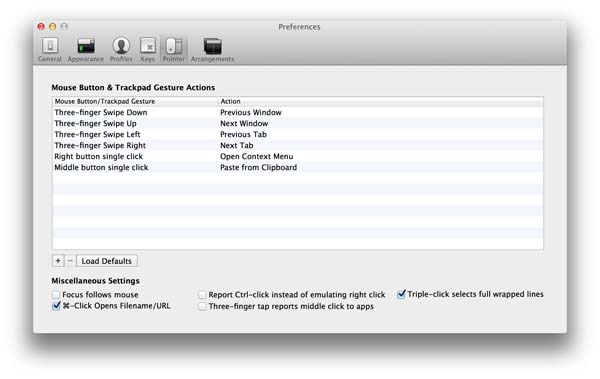 Preferences
General Appearance Profiles Keys Pointer Arrangements
Mouse Button & Trackpad Gesture Actions
Mouse Button/Trackpad Gesture Action
Three-finger Swipe Down Previous Window
Three-finger Swipe Up Next Window
Three-finger Swipe Left Previous Tab
Three-finger Swipe Right Next Tab
Right button single click Open Context Menu
Middle button single click Paste from Clipboard
+ − Load Defaults
Miscellaneous Settings
Focus follows mouse Report Ctrl-click instead of emulating right click Triple-click selects full wrapped lines
⌘-Click Opens Filename/URL Three-finger tap reports middle click to apps